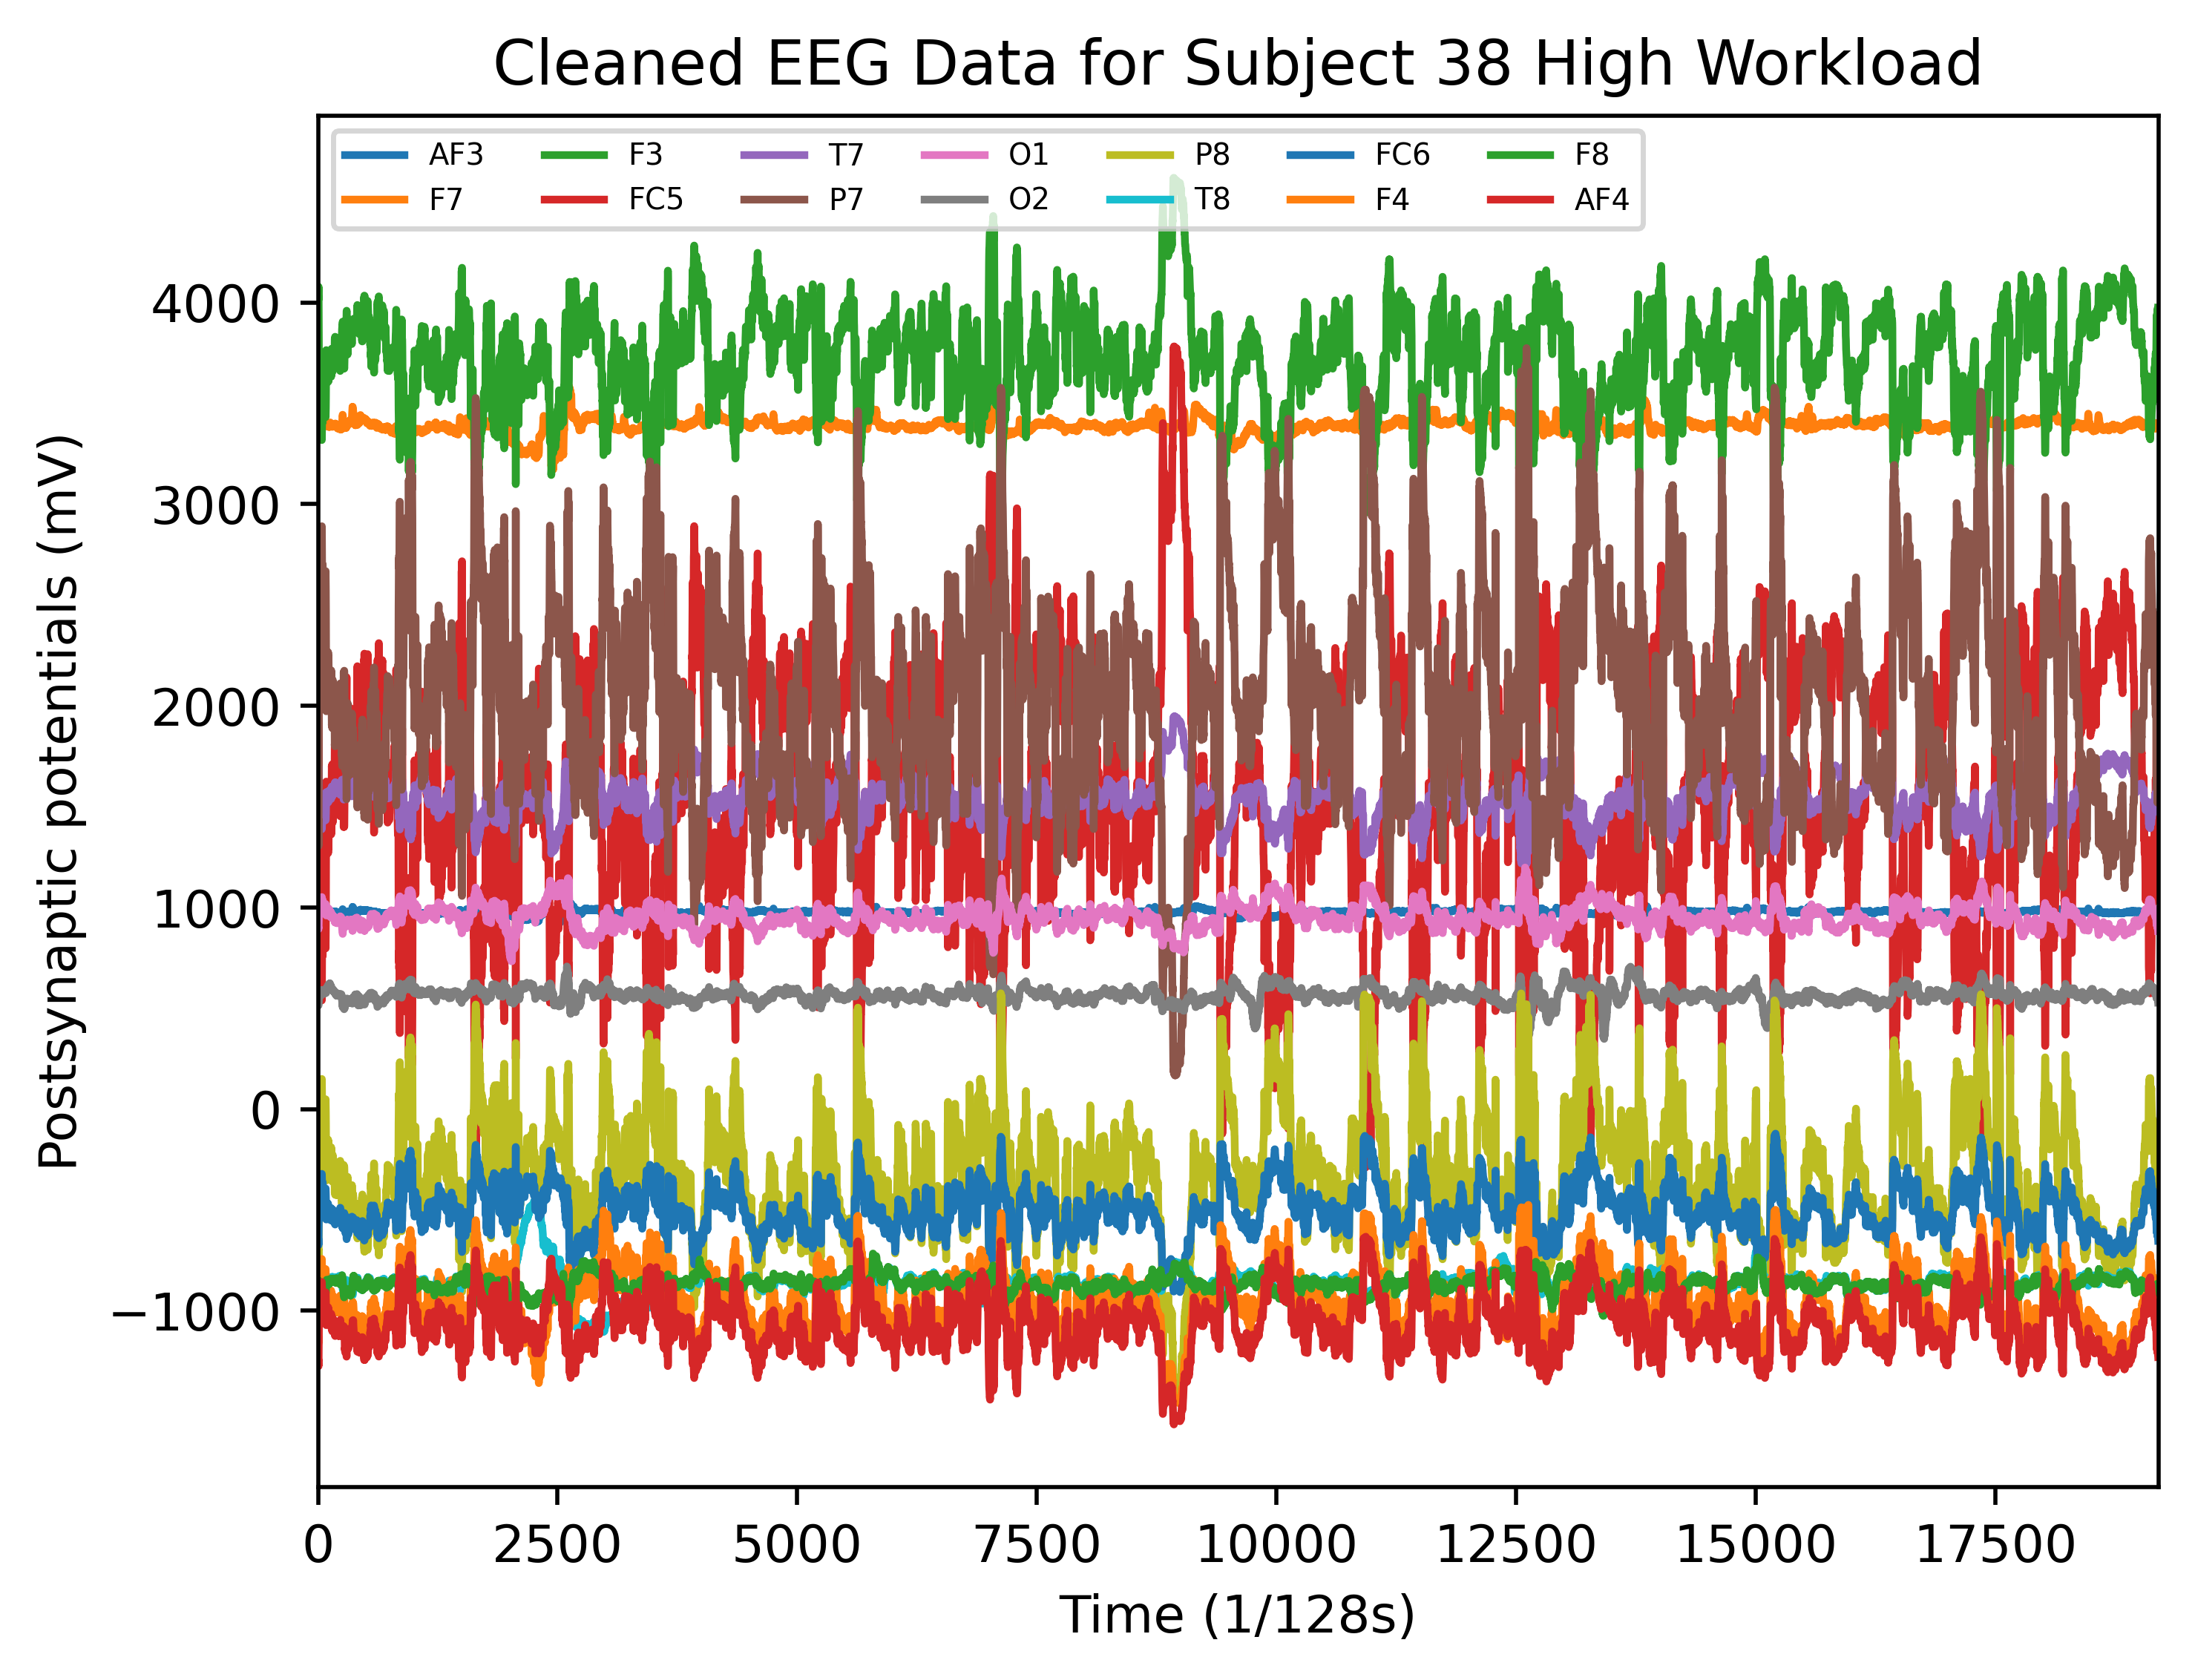 Cleaned EEG Data for Subject 38 High Workload
AF3 F3 T7 O1 P8 FC6 F8
F7 FC5 P7 O2 T8 F4 AF4
4000
3000
2000
1000
0
−1000
Postsynaptic potentials (mV)
0 2500 5000 7500 10000 12500 15000 17500
Time (1/128s)